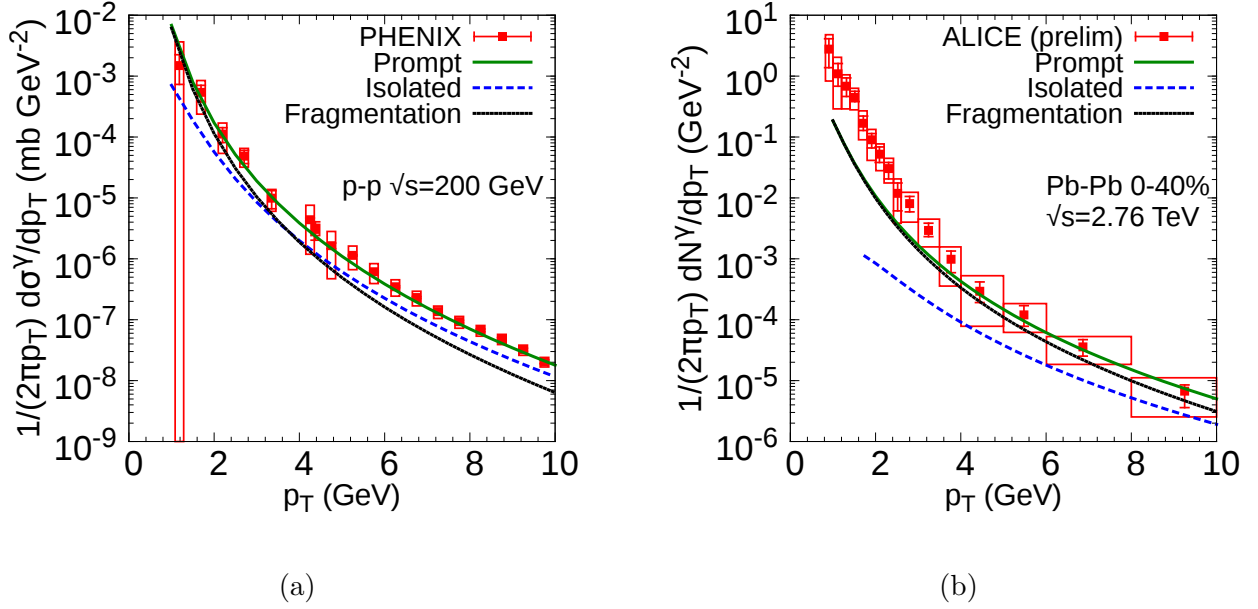 1/(2πp_T) dσ^γ/dp_T (mb GeV^-2)
10^-2
10^-3
10^-4
10^-5
10^-6
10^-7
10^-8
10^-9
PHENIX
Prompt
Isolated
Fragmentation
p-p √s=200 GeV
0 2 4 6 8 10
p_T (GeV)
(a)
1/(2πp_T) dN^γ/dp_T (GeV^-2)
10^1
10^0
10^-1
10^-2
10^-3
10^-4
10^-5
10^-6
ALICE (prelim)
Prompt
Isolated
Fragmentation
Pb-Pb 0-40%
√s=2.76 TeV
0 2 4 6 8 10
p_T (GeV)
(b)